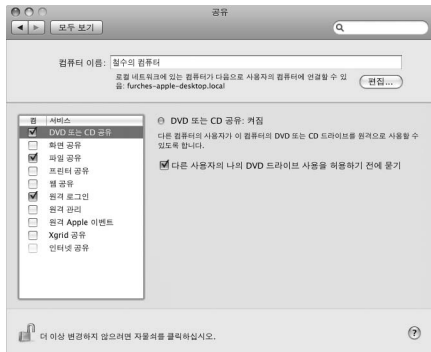 공유
모두 보기
컴퓨터 이름: 철수의 컴퓨터
로컬 네트워크에 있는 컴퓨터가 다음으로 사용자의 컴퓨터에 연결할 수 있
음: furches-apple-desktop.local
편집...
켬 서비스
DVD 또는 CD 공유
화면 공유
파일 공유
프린터 공유
웹 공유
원격 로그인
원격 관리
원격 Apple 이벤트
Xgrid 공유
인터넷 공유
DVD 또는 CD 공유: 켜짐
다른 컴퓨터의 사용자가 이 컴퓨터의 DVD 또는 CD 드라이브를 원격으로 사용할 수
있도록 합니다.
다른 사용자의 나의 DVD 드라이브 사용을 허용하기 전에 묻기
더 이상 변경하지 않으려면 자물쇠를 클릭하십시오.
?